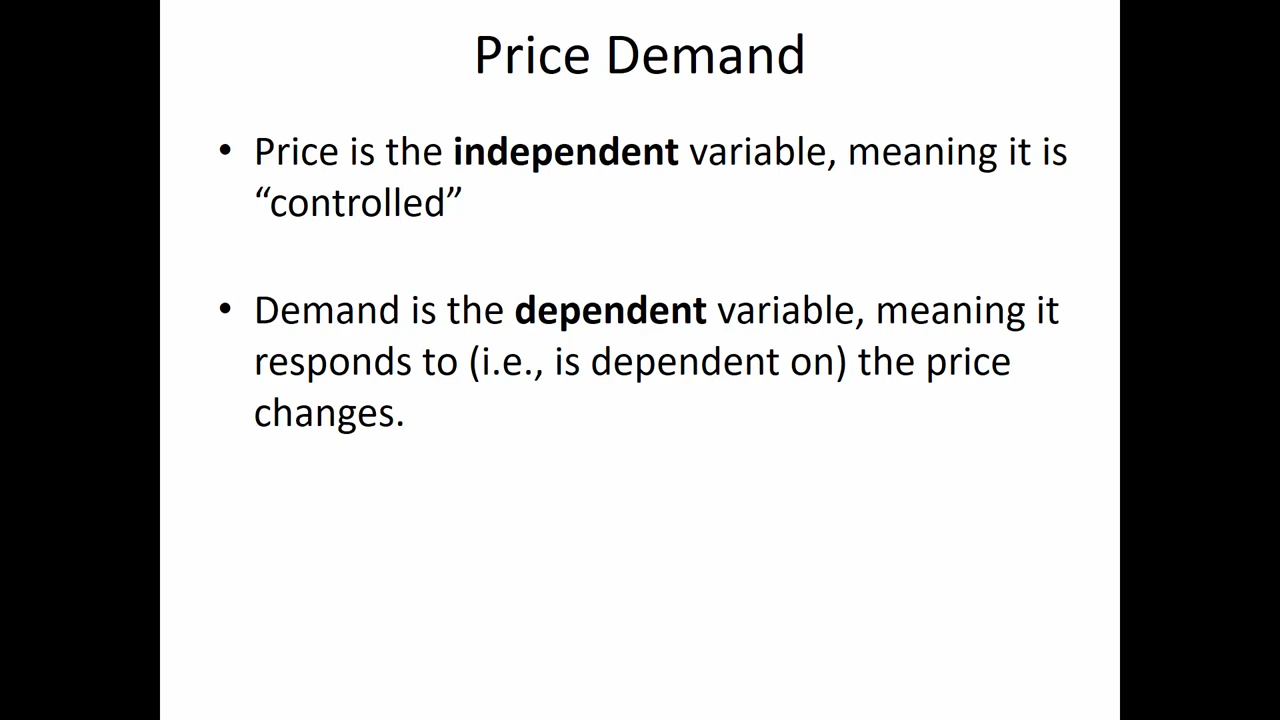 Price Demand
• Price is the independent variable, meaning it is
“controlled”
• Demand is the dependent variable, meaning it
responds to (i.e., is dependent on) the price
changes.